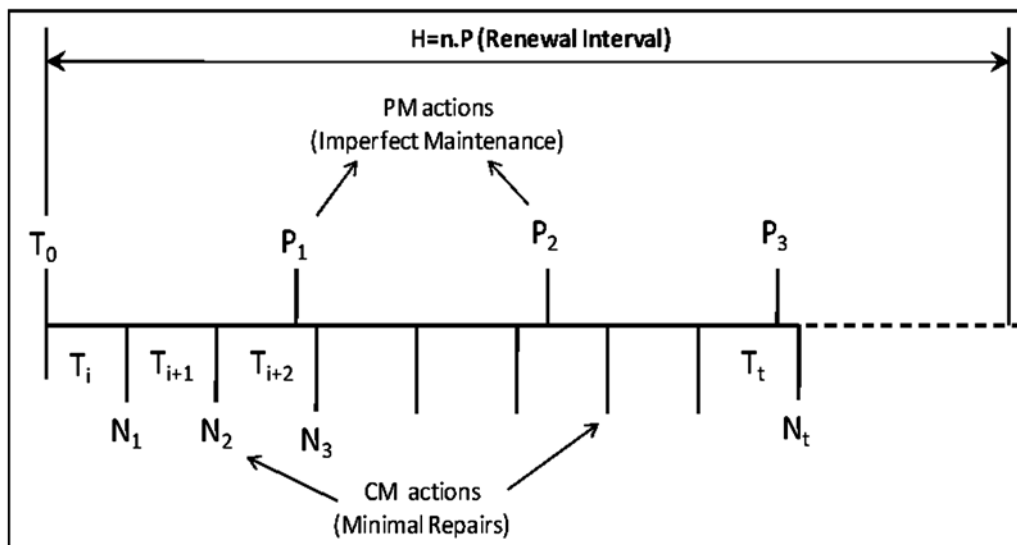 H=n.P (Renewal Interval)
PM actions
(Imperfect Maintenance)
T₀ P₁ P₂ P₃
Tᵢ Tᵢ₊₁ Tᵢ₊₂ Tₜ
N₁ N₂ N₃ Nₜ
CM actions
(Minimal Repairs)